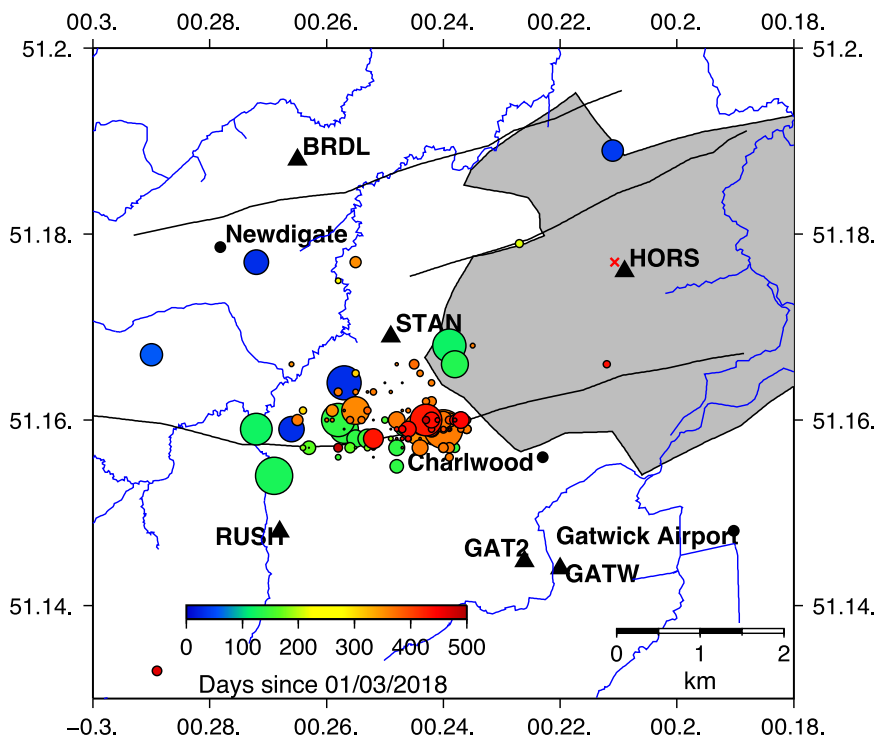 00.3. 00.28. 00.26. 00.24. 00.22. 00.2. 00.18.
51.2. 51.2.
BRDL
Newdigate
51.18. 51.18.
HORS
STAN
51.16. 51.16.
Charlwood
RUSH GAT2 Gatwick Airport
GATW
51.14. 51.14.
0 100 200 300 400 500
0 1 2
Days since 01/03/2018
km
−0.3. 00.28. 00.26. 00.24. 00.22. 00.2. 00.18.